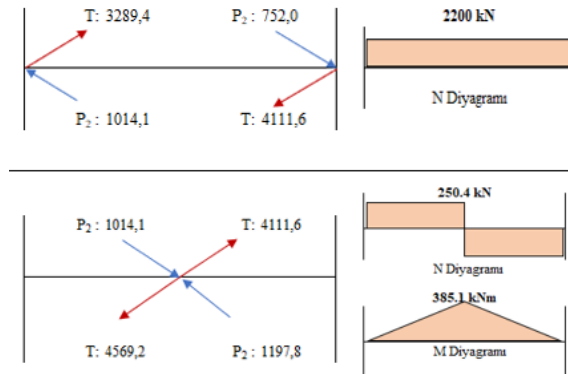 T: 3289,4
P₂ : 752,0
2200 kN
P₂ : 1014,1
T: 4111,6
N Diyagramı
P₂ : 1014,1
T: 4111,6
250.4 kN
N Diyagramı
385.1 kNm
T: 4569,2
P₂ : 1197,8
M Diyagramı